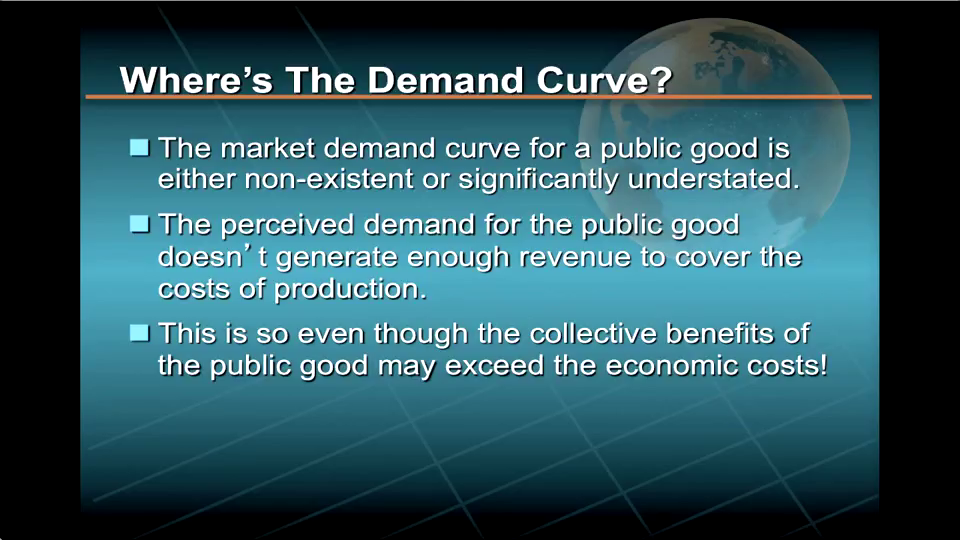 Where's The Demand Curve?
The market demand curve for a public good is
either non-existent or significantly understated.
The perceived demand for the public good
doesn't generate enough revenue to cover the
costs of production.
This is so even though the collective benefits of
the public good may exceed the economic costs!